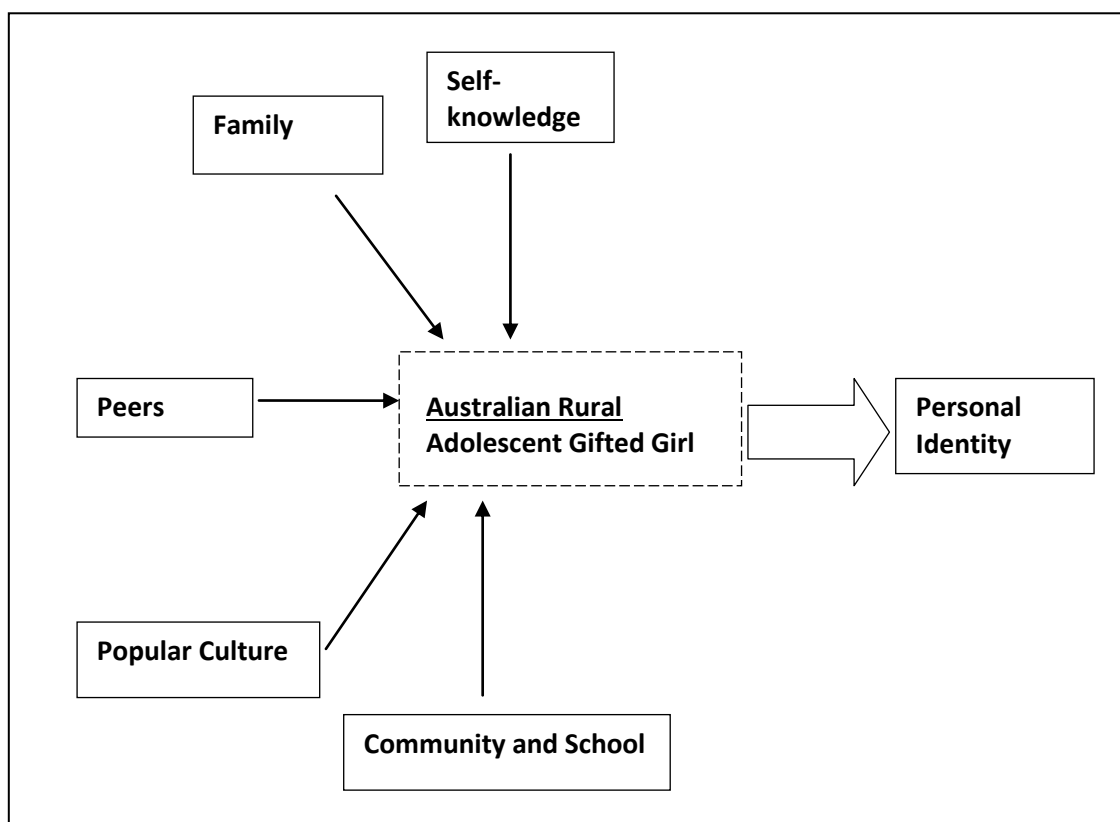 Self-
knowledge
Family
Peers
Australian Rural
Adolescent Gifted Girl
Personal
Identity
Popular Culture
Community and School